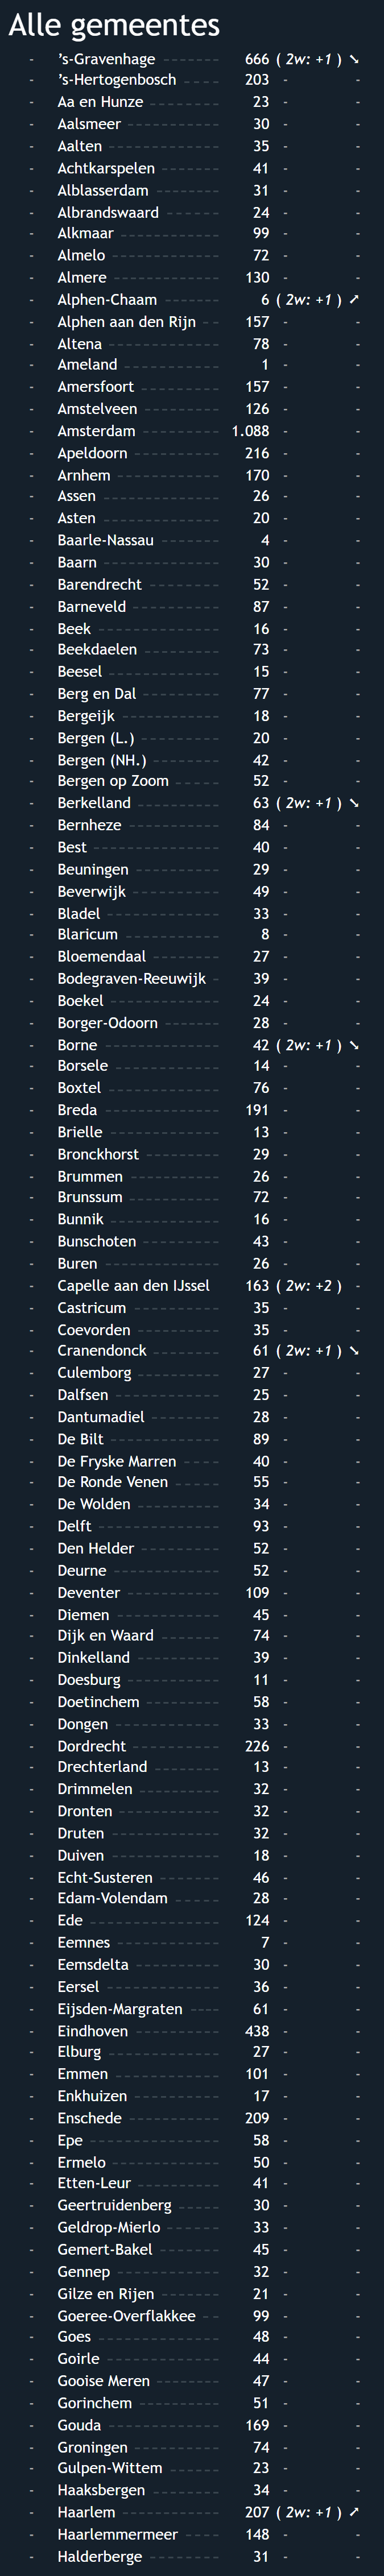 Alle gemeentes
- ’s-Gravenhage 666 ( 2w: +1 ) ➘
- ’s-Hertogenbosch 203 - -
- Aa en Hunze 23 - -
- Aalsmeer 30 - -
- Aalten 35 - -
- Achtkarspelen 41 - -
- Alblasserdam 31 - -
- Albrandswaard 24 - -
- Alkmaar 99 - -
- Almelo 72 - -
- Almere 130 - -
- Alphen-Chaam 6 ( 2w: +1 ) ➚
- Alphen aan den Rijn 157 - -
- Altena 78 - -
- Ameland 1 - -
- Amersfoort 157 - -
- Amstelveen 126 - -
- Amsterdam 1.088 - -
- Apeldoorn 216 - -
- Arnhem 170 - -
- Assen 26 - -
- Asten 20 - -
- Baarle-Nassau 4 - -
- Baarn 30 - -
- Barendrecht 52 - -
- Barneveld 87 - -
- Beek 16 - -
- Beekdaelen 73 - -
- Beesel 15 - -
- Berg en Dal 77 - -
- Bergeijk 18 - -
- Bergen (L.) 20 - -
- Bergen (NH.) 42 - -
- Bergen op Zoom 52 - -
- Berkelland 63 ( 2w: +1 ) ➘
- Bernheze 84 - -
- Best 40 - -
- Beuningen 29 - -
- Beverwijk 49 - -
- Bladel 33 - -
- Blaricum 8 - -
- Bloemendaal 27 - -
- Bodegraven-Reeuwijk 39 - -
- Boekel 24 - -
- Borger-Odoorn 28 - -
- Borne 42 ( 2w: +1 ) ➘
- Borsele 14 - -
- Boxtel 76 - -
- Breda 191 - -
- Brielle 13 - -
- Bronckhorst 29 - -
- Brummen 26 - -
- Brunssum 72 - -
- Bunnik 16 - -
- Bunschoten 43 - -
- Buren 26 - -
- Capelle aan den IJssel 163 ( 2w: +2 ) -
- Castricum 35 - -
- Coevorden 35 - -
- Cranendonck 61 ( 2w: +1 ) ➘
- Culemborg 27 - -
- Dalfsen 25 - -
- Dantumadiel 28 - -
- De Bilt 89 - -
- De Fryske Marren 40 - -
- De Ronde Venen 55 - -
- De Wolden 34 - -
- Delft 93 - -
- Den Helder 52 - -
- Deurne 52 - -
- Deventer 109 - -
- Diemen 45 - -
- Dijk en Waard 74 - -
- Dinkelland 39 - -
- Doesburg 11 - -
- Doetinchem 58 - -
- Dongen 33 - -
- Dordrecht 226 - -
- Drechterland 13 - -
- Drimmelen 32 - -
- Dronten 32 - -
- Druten 32 - -
- Duiven 18 - -
- Echt-Susteren 46 - -
- Edam-Volendam 28 - -
- Ede 124 - -
- Eemnes 7 - -
- Eemsdelta 30 - -
- Eersel 36 - -
- Eijsden-Margraten 61 - -
- Eindhoven 438 - -
- Elburg 27 - -
- Emmen 101 - -
- Enkhuizen 17 - -
- Enschede 209 - -
- Epe 58 - -
- Ermelo 50 - -
- Etten-Leur 41 - -
- Geertruidenberg 30 - -
- Geldrop-Mierlo 33 - -
- Gemert-Bakel 45 - -
- Gennep 32 - -
- Gilze en Rijen 21 - -
- Goeree-Overflakkee 99 - -
- Goes 48 - -
- Goirle 44 - -
- Gooise Meren 47 - -
- Gorinchem 51 - -
- Gouda 169 - -
- Groningen 74 - -
- Gulpen-Wittem 23 - -
- Haaksbergen 34 - -
- Haarlem 207 ( 2w: +1 ) ➚
- Haarlemmermeer 148 - -
- Halderberge 31 - -